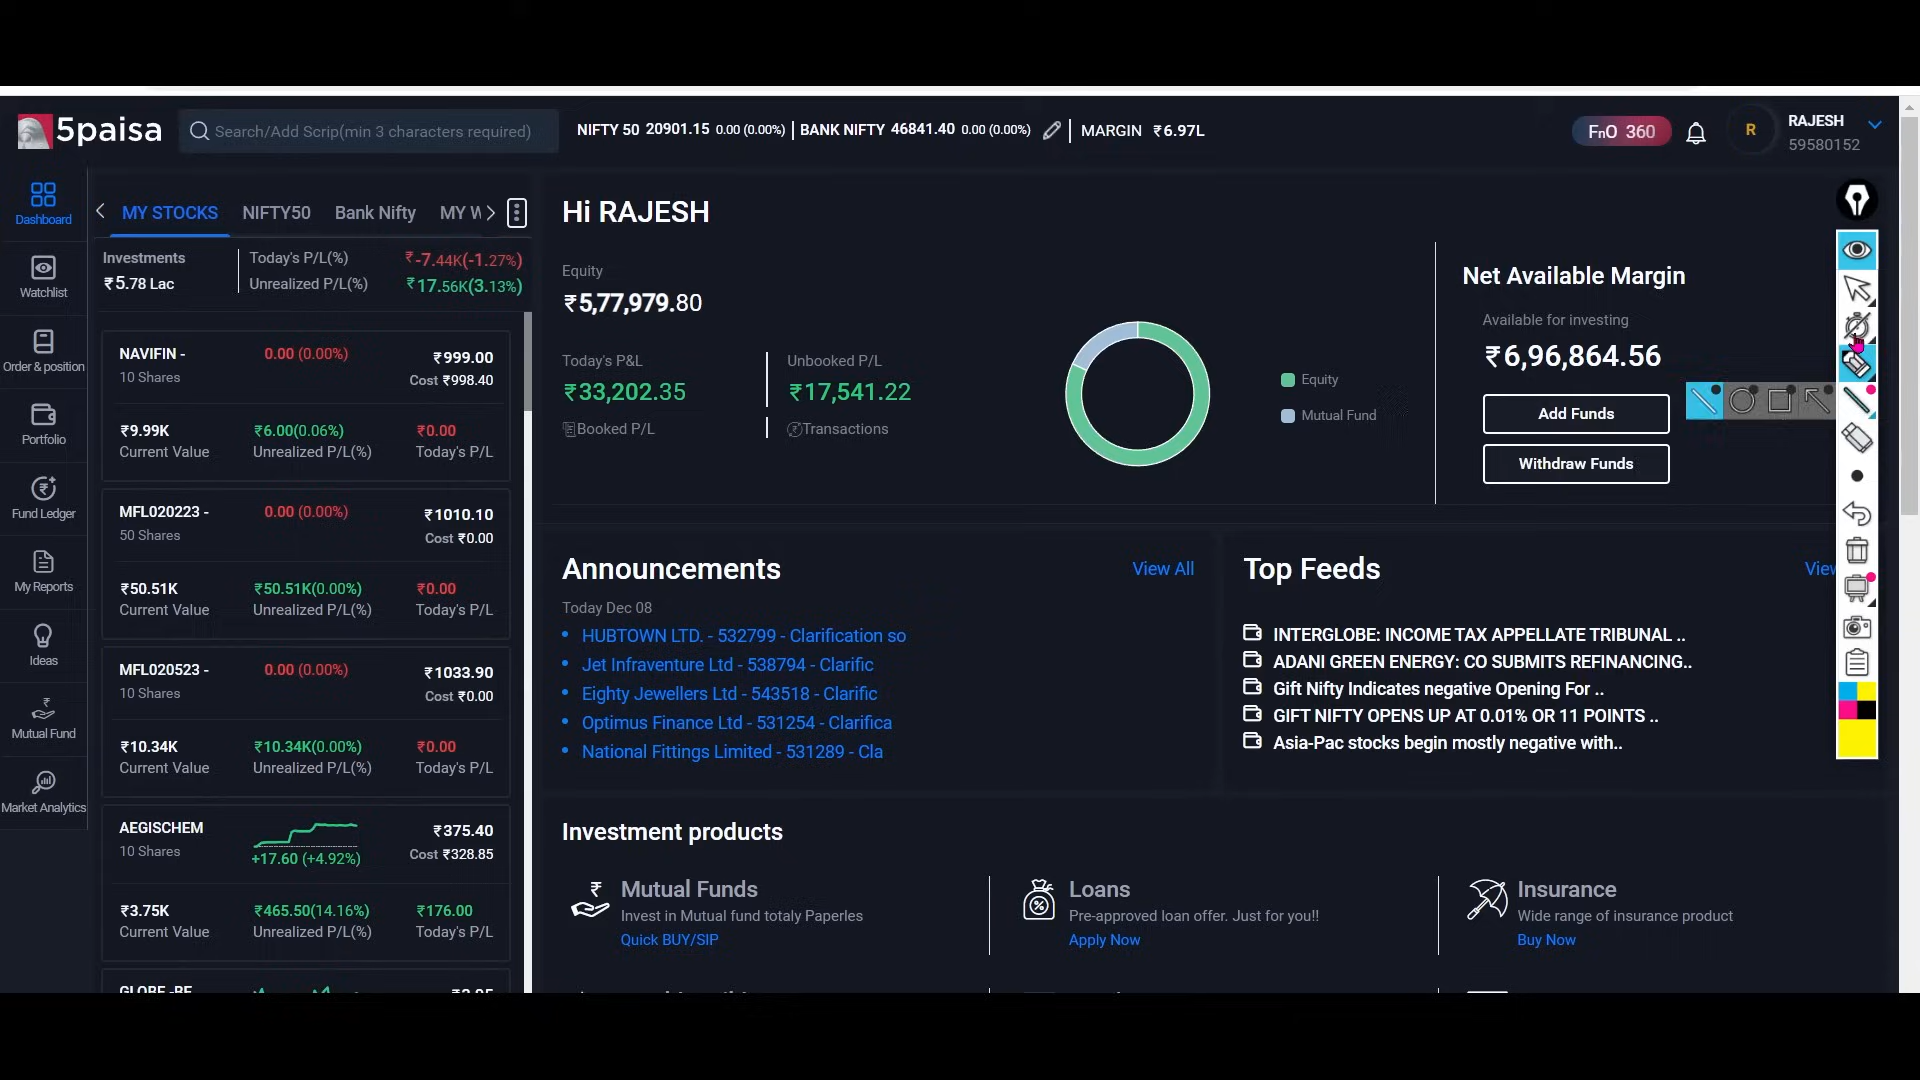 5paisa
Search/Add Scrip(min 3 characters required)
NIFTY 50 20901.15 0.00 (0.00%) | BANK NIFTY 46841.40 0.00 (0.00%)
MARGIN ₹6.97L
FnO 360
R
RAJESH
59580152
Dashboard
Watchlist
Order & position
Portfolio
Fund Ledger
My Reports
Ideas
Mutual Fund
Market Analytics
MY STOCKS NIFTY50 Bank Nifty MY W
Investments
₹5.78 Lac
Today's P/L(%) ₹-7.44K(-1.27%)
Unrealized P/L(%) ₹17.56K(3.13%)
NAVIFIN - 0.00 (0.00%) ₹999.00
10 Shares Cost ₹998.40
₹9.99K ₹6.00(0.06%) ₹0.00
Current Value Unrealized P/L(%) Today's P/L
MFL020223 - 0.00 (0.00%) ₹1010.10
50 Shares Cost ₹0.00
₹50.51K ₹50.51K(0.00%) ₹0.00
Current Value Unrealized P/L(%) Today's P/L
MFL020523 - 0.00 (0.00%) ₹1033.90
10 Shares Cost ₹0.00
₹10.34K ₹10.34K(0.00%) ₹0.00
Current Value Unrealized P/L(%) Today's P/L
AEGISCHEM ₹375.40
10 Shares +17.60 (+4.92%) Cost ₹328.85
₹3.75K ₹465.50(14.16%) ₹176.00
Current Value Unrealized P/L(%) Today's P/L
Hi RAJESH
Equity
₹5,77,979.80
Today's P&L
₹33,202.35
Booked P/L
Unbooked P/L
₹17,541.22
Transactions
Equity
Mutual Fund
Net Available Margin
Available for investing
₹6,96,864.56
Add Funds
Withdraw Funds
Announcements View All
Today Dec 08
HUBTOWN LTD. - 532799 - Clarification so
Jet Infraventure Ltd - 538794 - Clarific
Eighty Jewellers Ltd - 543518 - Clarific
Optimus Finance Ltd - 531254 - Clarifica
National Fittings Limited - 531289 - Cla
Top Feeds View
INTERGLOBE: INCOME TAX APPELLATE TRIBUNAL ..
ADANI GREEN ENERGY: CO SUBMITS REFINANCING..
Gift Nifty Indicates negative Opening For ..
GIFT NIFTY OPENS UP AT 0.01% OR 11 POINTS ..
Asia-Pac stocks begin mostly negative with..
Investment products
Mutual Funds
Invest in Mutual fund totaly Paperles
Quick BUY/SIP
Loans
Pre-approved loan offer. Just for you!!
Apply Now
Insurance
Wide range of insurance product
Buy Now